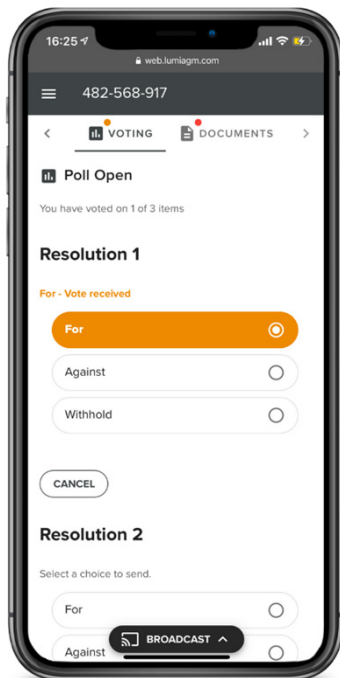 16:25
web.lumiagm.com
482-568-917
VOTING
DOCUMENTS
Poll Open
You have voted on 1 of 3 items
Resolution 1
For - Vote received
For
Against
Withhold
CANCEL
Resolution 2
Select a choice to send.
For
BROADCAST
Against